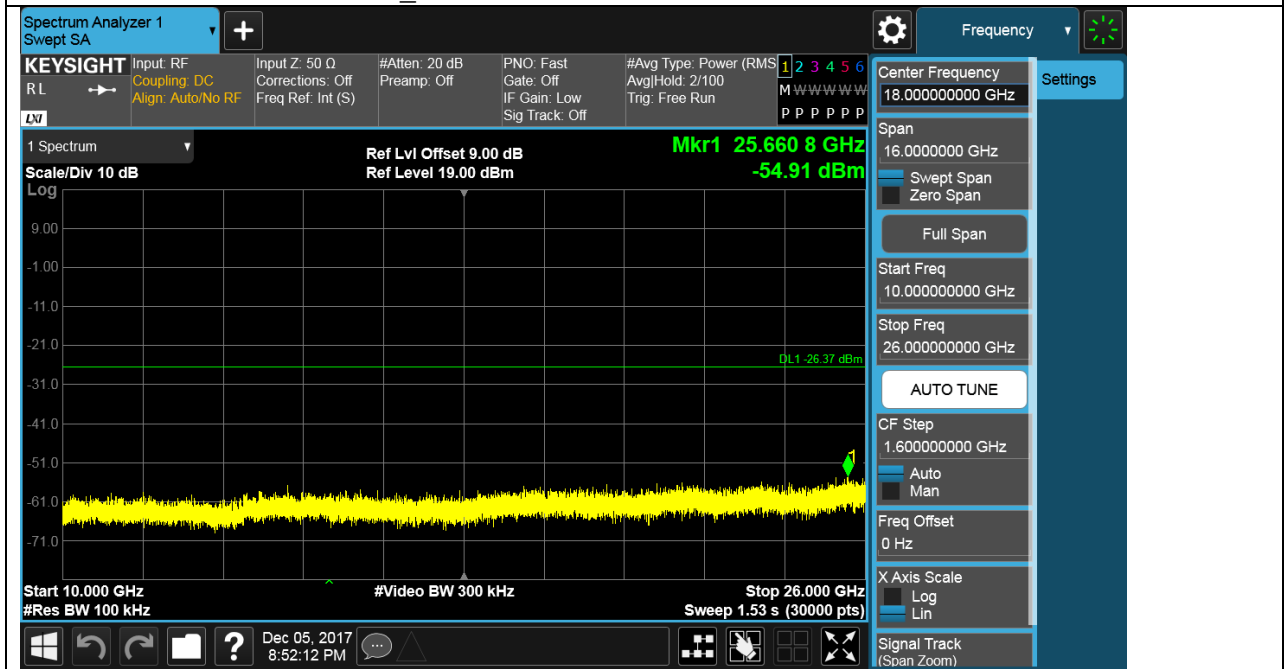 Spectrum Analyzer 1
Swept SA
+
Frequency
KEYSIGHT
R L
LXI
Input: RF
Coupling: DC
Align: Auto/No RF
Input Z: 50 Ω
Corrections: Off
Freq Ref: Int (S)
#Atten: 20 dB
Preamp: Off
PNO: Fast
Gate: Off
IF Gain: Low
Sig Track: Off
#Avg Type: Power (RMS
Avg|Hold: 2/100
Trig: Free Run
1 2 3 4 5 6
M W W W W W
P P P P P P
1 Spectrum
Scale/Div 10 dB
Log
Ref Lvl Offset 9.00 dB
Ref Level 19.00 dBm
Mkr1 25.660 8 GHz
-54.91 dBm
9.00
-1.00
-11.0
-21.0
DL1 -26.37 dBm
-31.0
-41.0
-51.0
1
-61.0
-71.0
Start 10.000 GHz
#Res BW 100 kHz
#Video BW 300 kHz
Stop 26.000 GHz
Sweep 1.53 s (30000 pts)
Center Frequency
18.000000000 GHz
Span
16.0000000 GHz
Swept Span
Zero Span
Full Span
Start Freq
10.000000000 GHz
Stop Freq
26.000000000 GHz
AUTO TUNE
CF Step
1.600000000 GHz
Auto
Man
Freq Offset
0 Hz
X Axis Scale
Log
Lin
Signal Track
(Span Zoom)
Settings
?
Dec 05, 2017
8:52:12 PM